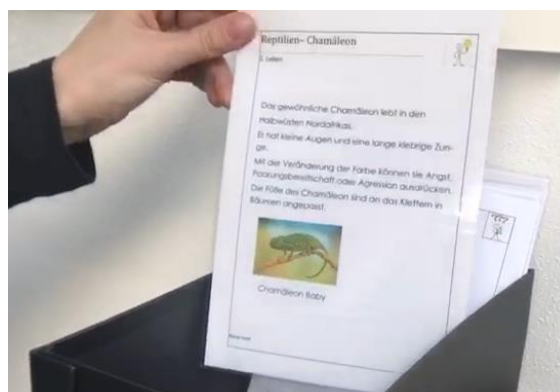 Reptilien– Chamäleon
Das gewöhnliche Chamäleon lebt in den
Halbwüsten Nordafrikas.
Er hat kleine Augen und eine lange klebrige Zun-
ge.
Mit der Veränderung der Farbe können sie Angst,
Paarungsbereitschaft oder Agression ausdrücken.
Die Füße des Chamäleon sind an das Klettern in
Bäumen angepasst.
Chamäleon Baby